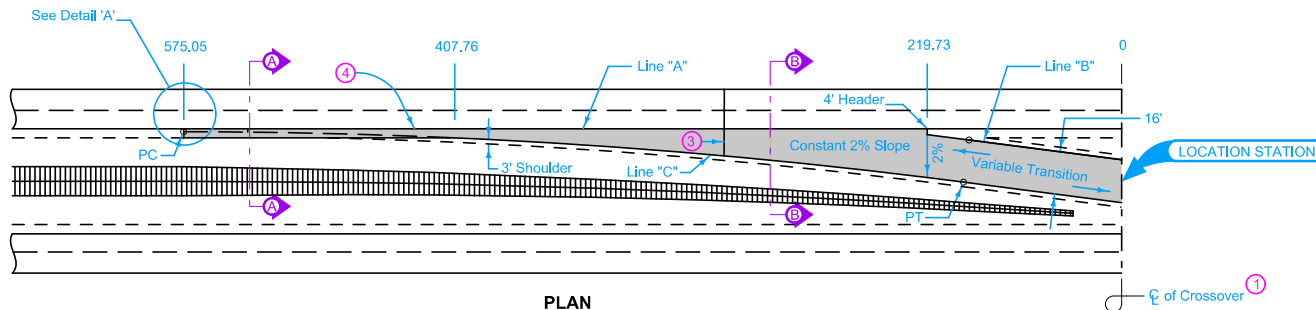 See Detail 'A'
575.05
407.76
219.73
0
A
B
4
Line "A"
Line "B"
4' Header
16'
3
Constant 2% Slope
2%
LOCATION STATION
PC
3' Shoulder
Line "C"
Variable Transition
A
B
PT
PLAN
℄ of Crossover
1